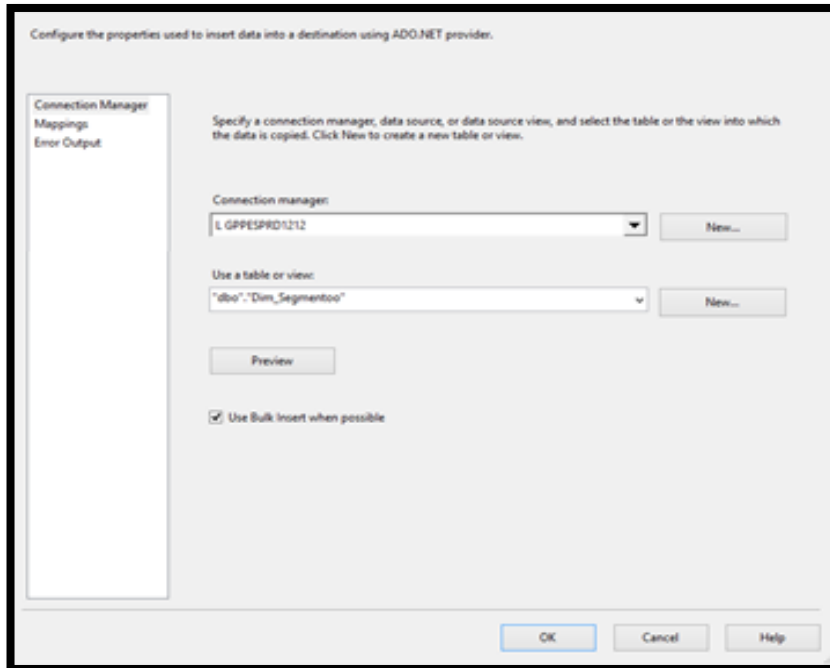 Configure the properties used to insert data into a destination using ADO.NET provider.
Connection Manager
Mappings
Error Output
Specify a connection manager, data source, or data source view, and select the table or the view into which
the data is copied. Click New to create a new table or view.
Connection manager:
L GPPESPRD1212
New...
Use a table or view:
"dbo"."Dim_Segmentoo"
New...
Preview
Use Bulk Insert when possible
OK
Cancel
Help